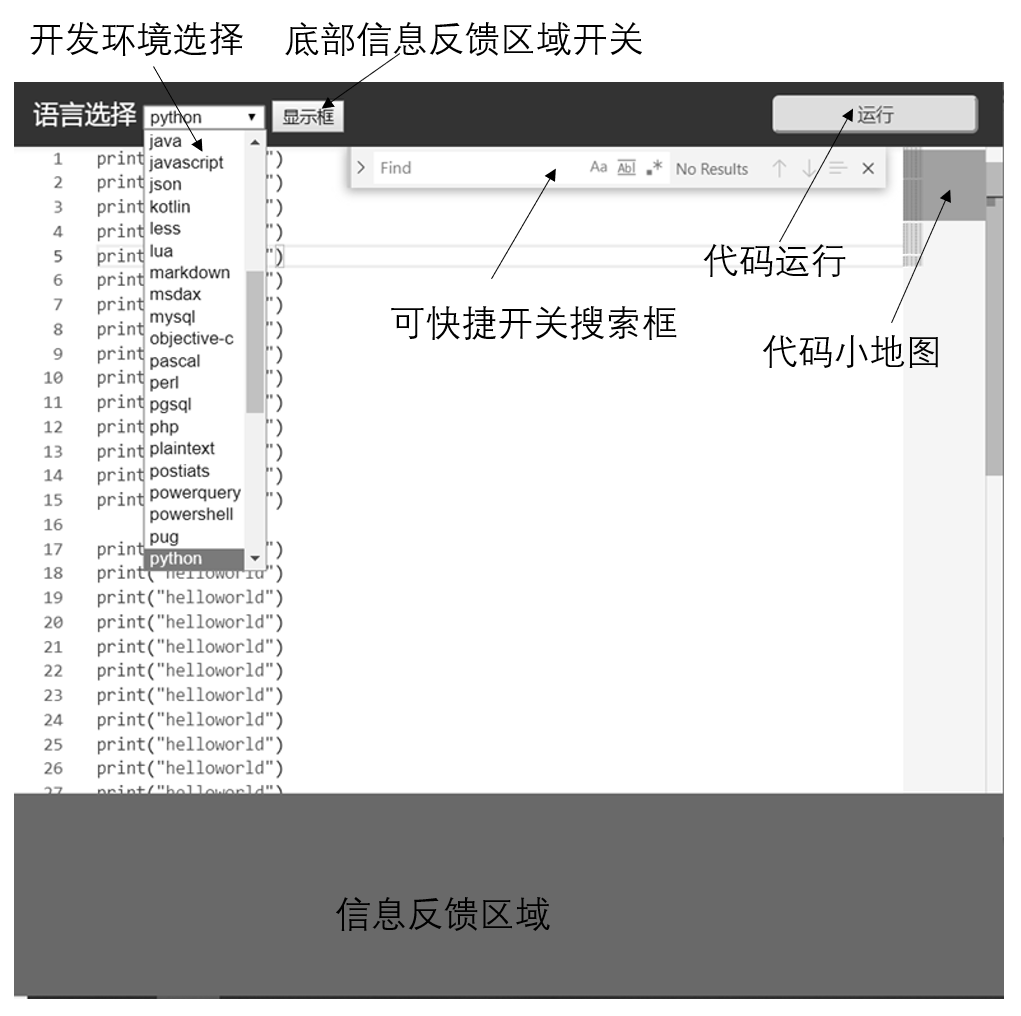 开发环境选择 底部信息反馈区域开关
语言选择 python 显示框 运行
java
javascript
json
kotlin
less
lua
markdown
msdax
mysql
objective-c
pascal
perl
pgsql
php
plaintext
postiats
powerquery
powershell
pug
python
Find Aa Abl .* No Results
代码运行
可快捷开关搜索框
代码小地图
1 print ")
2 print ")
3 print ")
4 print ")
5 print ")
6 print ")
7 print ")
8 print ")
9 print ")
10 print ")
11 print ")
12 print ")
13 print ")
14 print ")
15 print ")
16
17 print ")
18 print("helloworld")
19 print("helloworld")
20 print("helloworld")
21 print("helloworld")
22 print("helloworld")
23 print("helloworld")
24 print("helloworld")
25 print("helloworld")
26 print("helloworld")
27 print("helloworld")
信息反馈区域